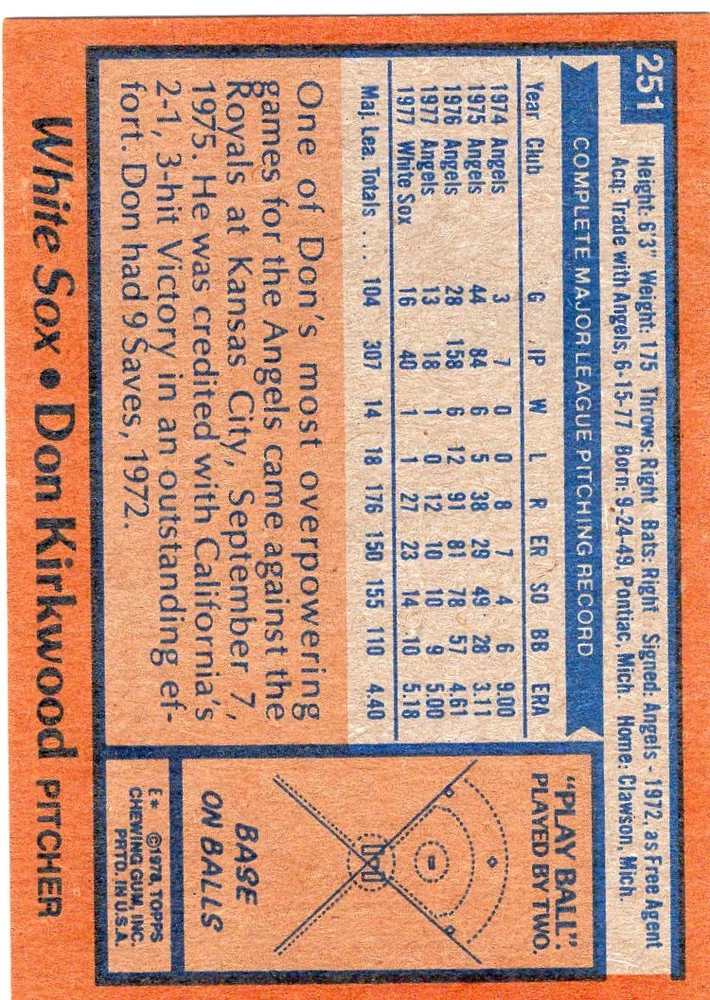 251
Height: 6'3" Weight: 175 Throws: Right Bats: Right Signed: Angels - 1972, as Free Agent
Acq: Trade with Angels, 6-15-77 Born: 9-24-49, Pontiac, Mich. Home: Clawson, Mich.
COMPLETE MAJOR LEAGUE PITCHING RECORD
Year Club G IP W L R ER SO BB ERA
1974 Angels 3 7 0 0 8 7 4 6 9.00
1975 Angels 44 84 6 5 38 29 49 28 3.11
1976 Angels 28 158 6 12 91 81 78 57 4.61
1977 Angels 13 18 1 0 12 10 10 9 5.00
1977 White Sox 16 40 1 1 27 23 14 10 5.18
Maj. Lea. Totals .... 104 307 14 18 176 150 155 110 4.40
One of Don's most overpowering
games for the Angels came against the
Royals at Kansas City, September 7,
1975. He was credited with California's
2-1, 3-hit Victory in an outstanding ef-
fort. Don had 9 Saves, 1972.
"PLAY BALL".
PLAYED BY TWO.
BASE
ON BALLS
E* ©1978, TOPPS
CHEWING GUM, INC.
PRTD. IN U.S.A.
White Sox • Don Kirkwood PITCHER